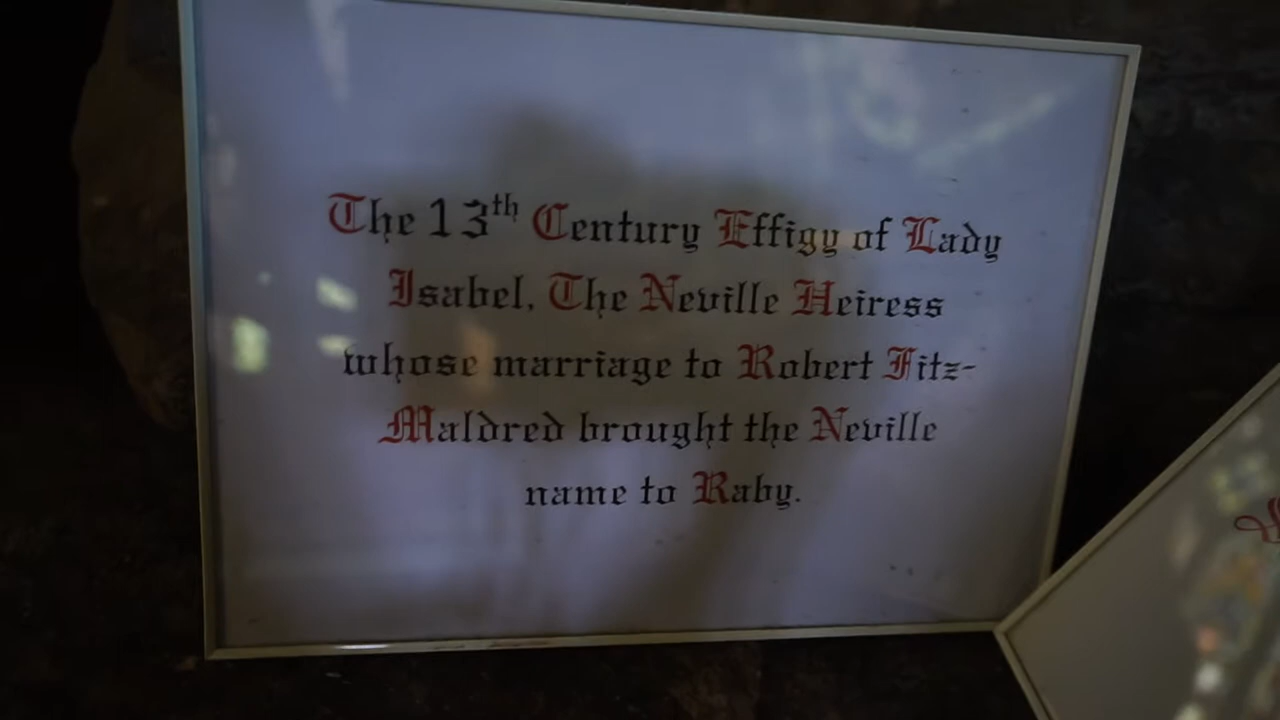 The 13th Century Effigy of Lady
Isabel, The Neville Heiress
whose marriage to Robert Fitz-
Maldred brought the Neville
name to Raby.